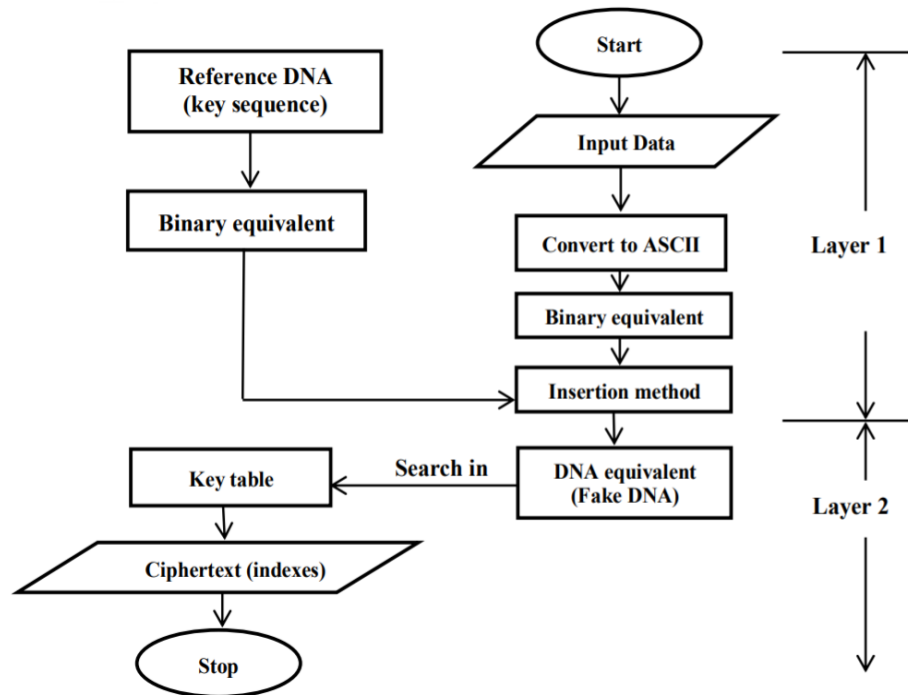 Start
Reference DNA
(key sequence)
Input Data
Binary equivalent
Convert to ASCII
Layer 1
Binary equivalent
Insertion method
Search in
Key table
DNA equivalent
(Fake DNA)
Layer 2
Ciphertext (indexes)
Stop